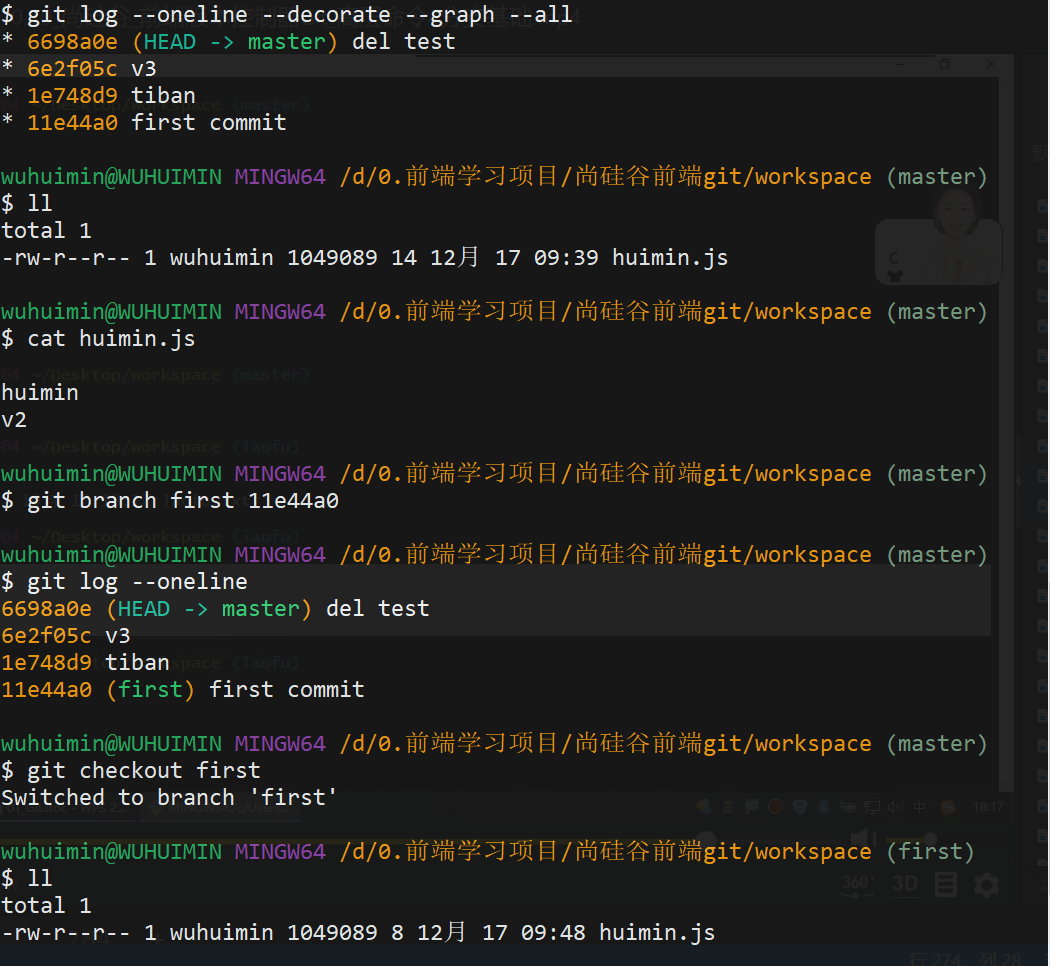 $ git log --oneline --decorate --graph --all
* 6698a0e (HEAD -> master) del test
* 6e2f05c v3
* 1e748d9 tiban
* 11e44a0 first commit
wuhuimin@WUHUIMIN MINGW64 /d/0.前端学习项目/尚硅谷前端git/workspace (master)
$ ll
total 1
-rw-r--r-- 1 wuhuimin 1049089 14 12月 17 09:39 huimin.js
wuhuimin@WUHUIMIN MINGW64 /d/0.前端学习项目/尚硅谷前端git/workspace (master)
$ cat huimin.js
huimin
v2
wuhuimin@WUHUIMIN MINGW64 /d/0.前端学习项目/尚硅谷前端git/workspace (master)
$ git branch first 11e44a0
wuhuimin@WUHUIMIN MINGW64 /d/0.前端学习项目/尚硅谷前端git/workspace (master)
$ git log --oneline
6698a0e (HEAD -> master) del test
6e2f05c v3
1e748d9 tiban
11e44a0 (first) first commit
wuhuimin@WUHUIMIN MINGW64 /d/0.前端学习项目/尚硅谷前端git/workspace (master)
$ git checkout first
Switched to branch 'first'
18:17
wuhuimin@WUHUIMIN MINGW64 /d/0.前端学习项目/尚硅谷前端git/workspace (first)
$ ll
360° 3D
total 1
-rw-r--r-- 1 wuhuimin 1049089 8 12月 17 09:48 huimin.js
行 274, 列 28